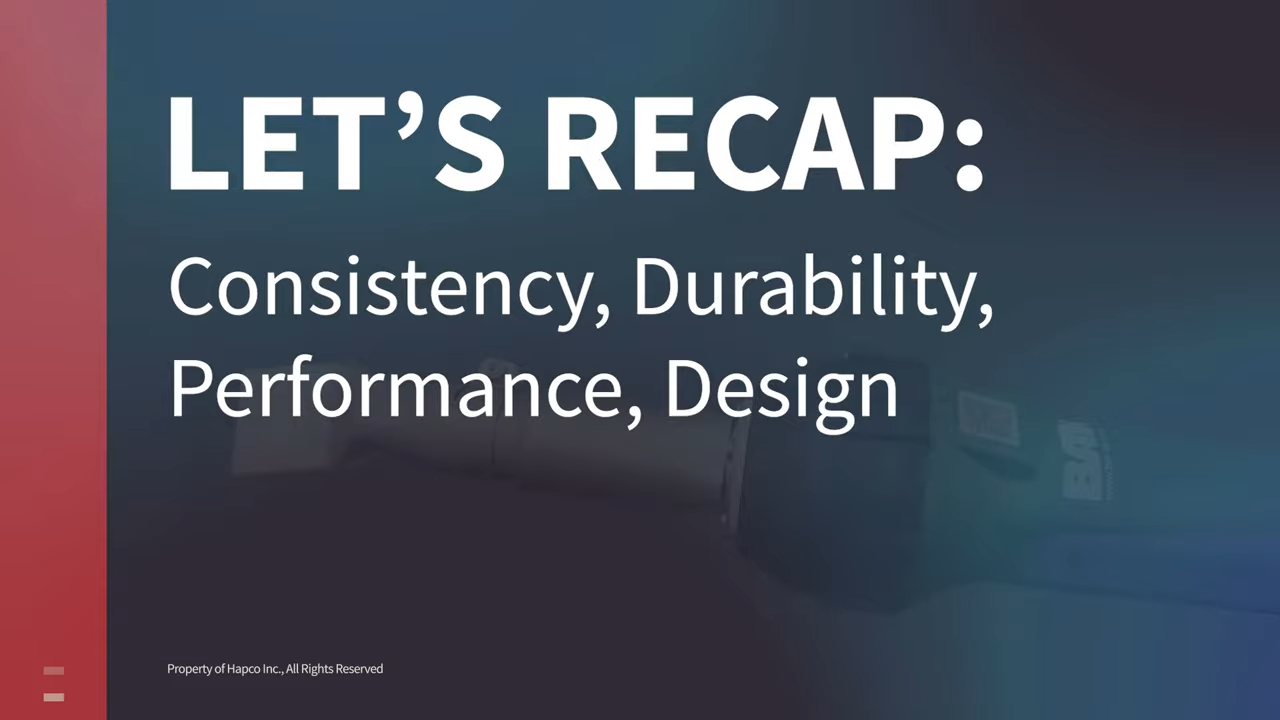 LET’S RECAP:
Consistency, Durability,
Performance, Design
Property of Hapco Inc., All Rights Reserved